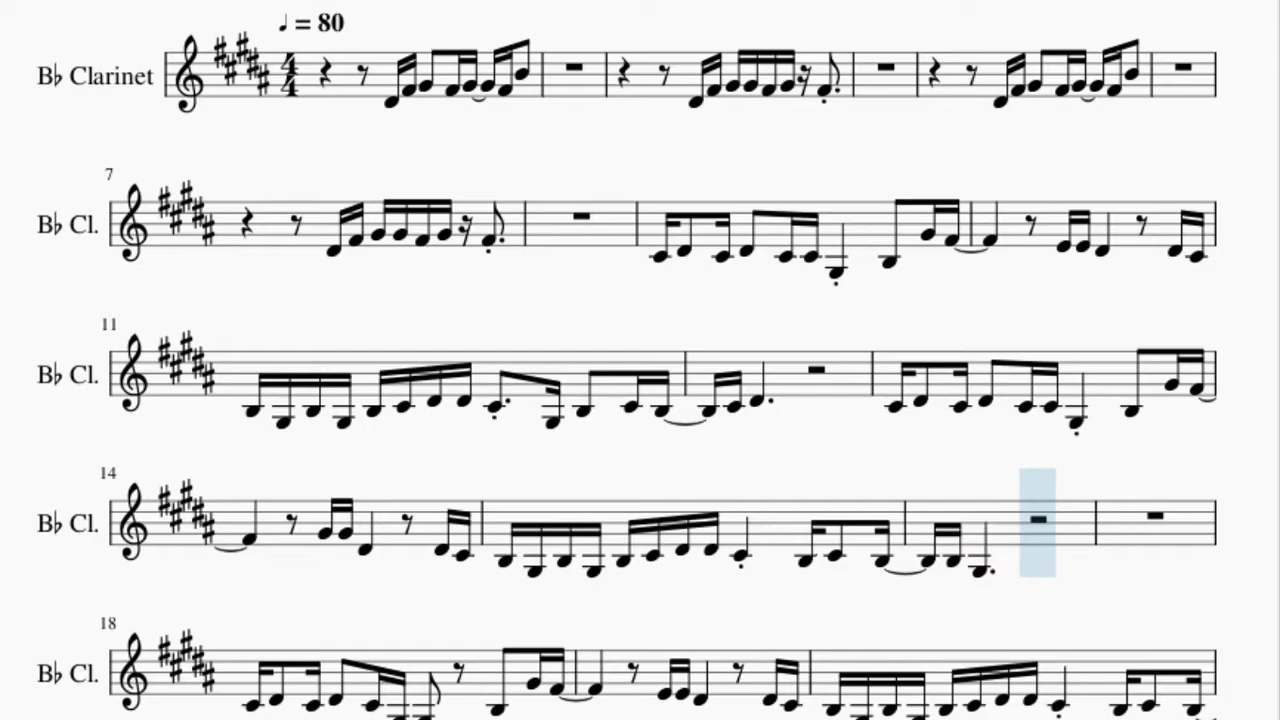 ♩ = 80
B♭ Clarinet
4
4
7
B♭ Cl.
11
B♭ Cl.
14
B♭ Cl.
18
B♭ Cl.